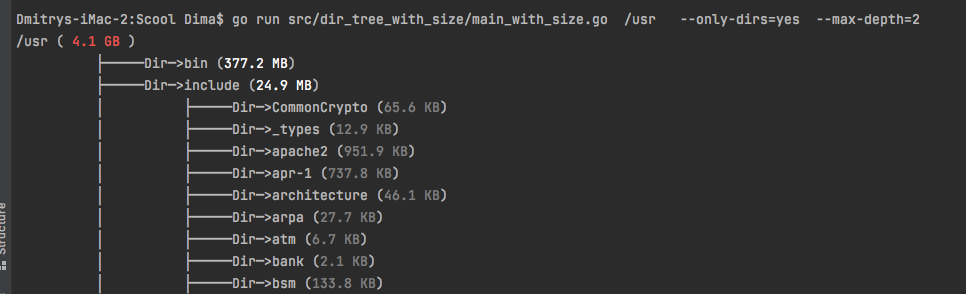 Dmitrys-iMac-2:Scool Dima$ go run src/dir_tree_with_size/main_with_size.go  /usr   --only-dirs=yes  --max-depth=2
/usr ( 4.1 GB )
├─────Dir─>bin (377.2 MB)
├─────Dir─>include (24.9 MB)
│         ├─────Dir─>CommonCrypto (65.6 KB)
│         ├─────Dir─>_types (12.9 KB)
│         ├─────Dir─>apache2 (951.9 KB)
│         ├─────Dir─>apr-1 (737.8 KB)
│         ├─────Dir─>architecture (46.1 KB)
│         ├─────Dir─>arpa (27.7 KB)
│         ├─────Dir─>atm (6.7 KB)
│         ├─────Dir─>bank (2.1 KB)
│         ├─────Dir─>bsm (133.8 KB)
Structure